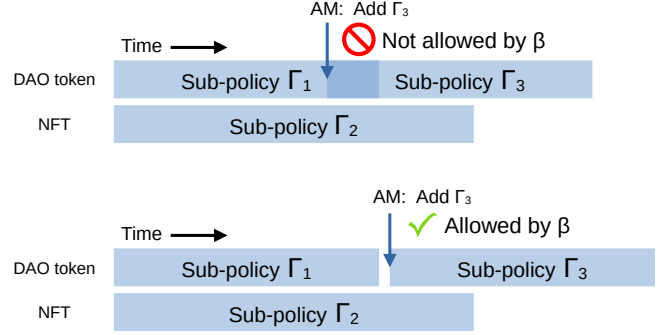 AM: Add Γ₃
Time
Not allowed by β
DAO token
Sub-policy Γ₁
Sub-policy Γ₃
NFT
Sub-policy Γ₂
AM: Add Γ₃
Time
Allowed by β
DAO token
Sub-policy Γ₁
Sub-policy Γ₃
NFT
Sub-policy Γ₂